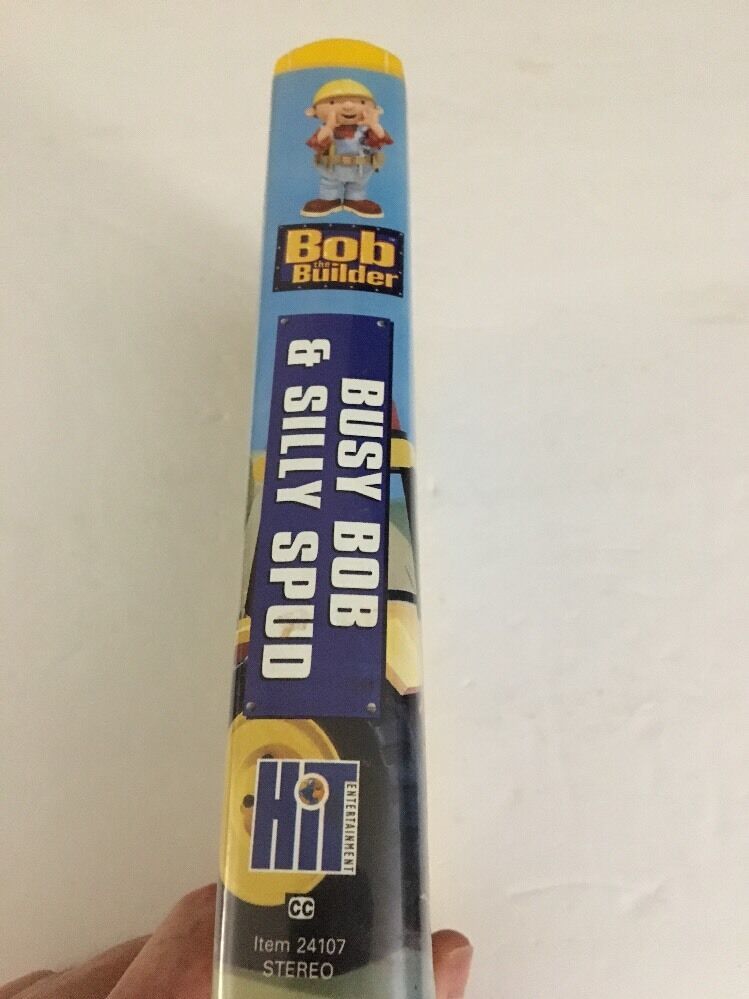 Bob
the
Builder
BUSY BOB
& SILLY SPUD
HiT
ENTERTAINMENT
CC
Item 24107
STEREO